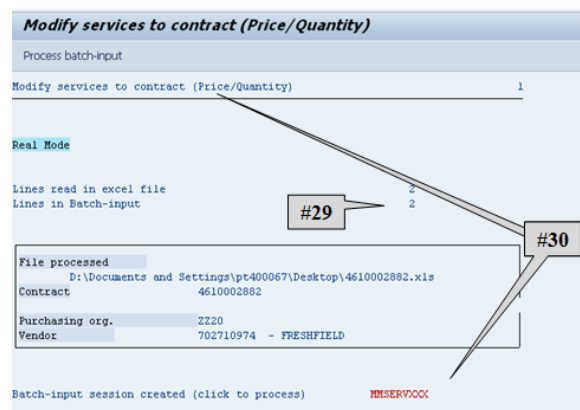 Modify services to contract (Price/Quantity)
Process batch-input
Modify services to contract (Price/Quantity) 1
Real Mode
Lines read in excel file 2
Lines in Batch-input 2
#29
#30
File processed
D:\Documents and Settings\pt400067\Desktop\4610002882.xls
Contract 4610002882
Purchasing org. ZZ20
Vendor 702710974 - FRESHFIELD
Batch-input session created (click to process) MMSERVXXX